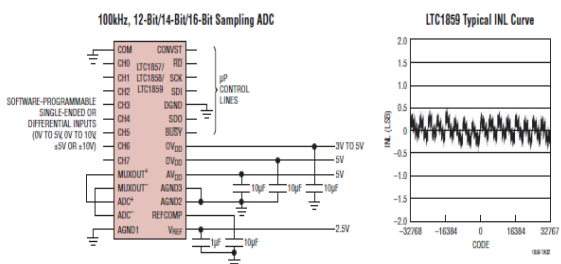 100kHz, 12-Bit/14-Bit/16-Bit Sampling ADC
COM CONVST
CH0 LTC1857/ RD
CH1 LTC1858/ SCK
CH2 LTC1859 SDI
CH3 DGND
CH4 SDO
CH5 BUSY
CH6 OVDD
CH7 DVDD
MUXOUT+ AVDD
MUXOUT– AGND3
ADC+ AGND2
ADC– REFCOMP
AGND1 VREF
SOFTWARE-PROGRAMMABLE
SINGLE-ENDED OR
DIFFERENTIAL INPUTS
(0V TO 5V, 0V TO 10V,
±5V OR ±10V)
µP
CONTROL
LINES
3V TO 5V
5V
5V
10µF 10µF 10µF
2.5V
1µF 10µF
LTC1859 Typical INL Curve
INL (LSB)
2.0
1.5
1.0
0.5
0
–0.5
–1.0
–1.5
–2.0
–32768 –16384 0 16384 32767
CODE